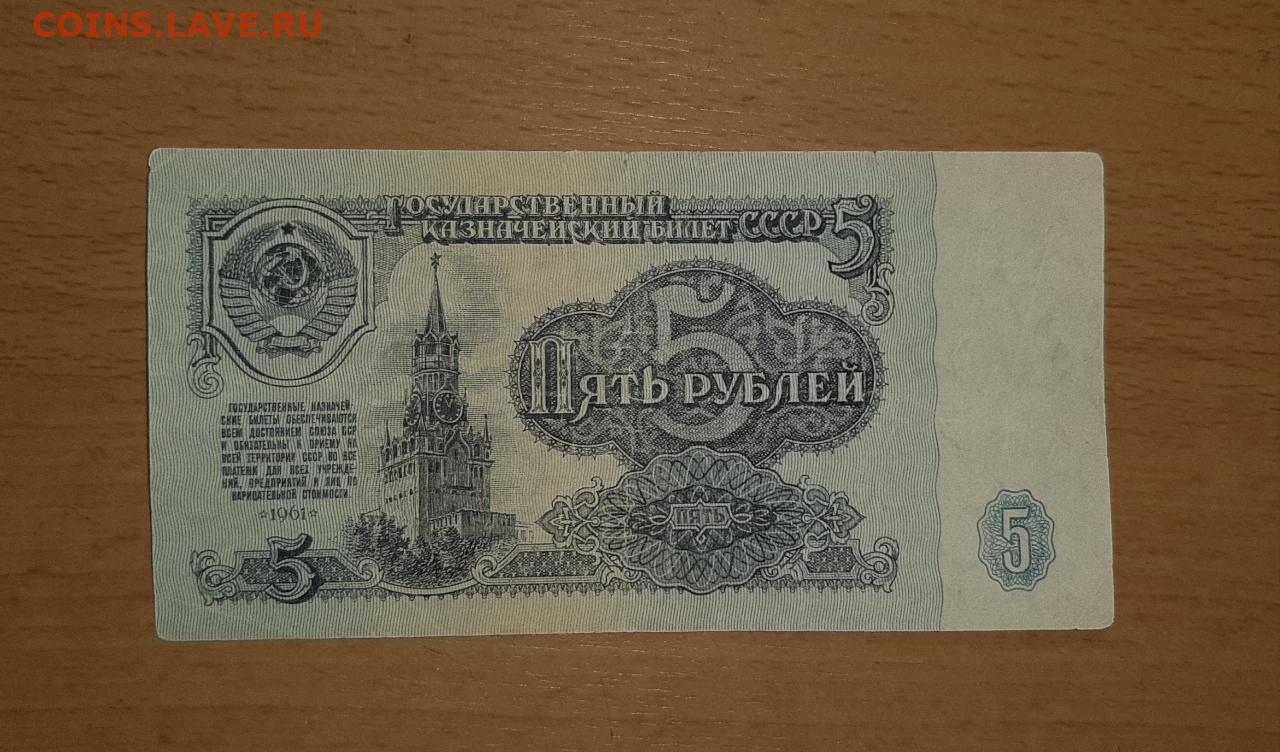 COINS.LAVE.RU
ГОСУДАРСТВЕННЫЙ
КАЗНАЧЕЙСКИЙ БИЛЕТ СССР
5
5
5
ПЯТЬ РУБЛЕЙ
ГОСУДАРСТВЕННЫЕ КАЗНАЧЕЙ-
СКИЕ БИЛЕТЫ ОБЕСПЕЧИВАЮТСЯ
ВСЕМ ДОСТОЯНИЕМ СОЮЗА ССР
И ОБЯЗАТЕЛЬНЫ К ПРИЕМУ НА
ВСЕЙ ТЕРРИТОРИИ СССР ВО ВСЕ
ПЛАТЕЖИ ДЛЯ ВСЕХ УЧРЕЖДЕ-
НИЙ, ПРЕДПРИЯТИЙ И ЛИЦ ПО
НАРИЦАТЕЛЬНОЙ СТОИМОСТИ.
1961
ПЯТЬ
5
5